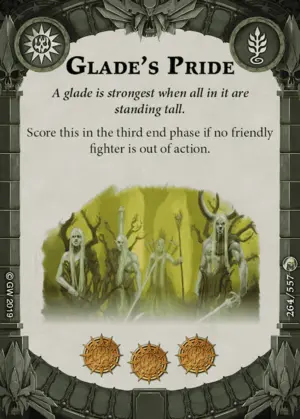 GLADE'S PRIDE
A glade is strongest when all in it are
standing tall.
Score this in the third end phase if no friendly
fighter is out of action.
© GW 2019
264/557